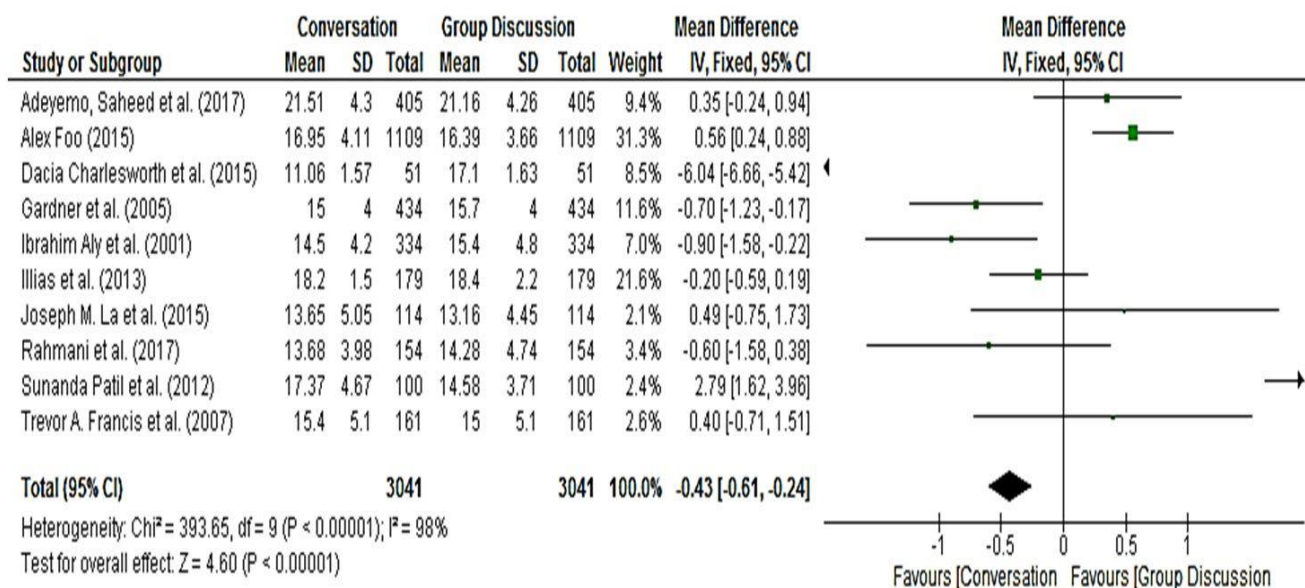 Conversation Group Discussion Mean Difference Mean Difference
Study or Subgroup Mean SD Total Mean SD Total Weight IV, Fixed, 95% CI IV, Fixed, 95% CI
Adeyemo, Saheed et al. (2017) 21.51 4.3 405 21.16 4.26 405 9.4% 0.35 [-0.24, 0.94]
Alex Foo (2015) 16.95 4.11 1109 16.39 3.66 1109 31.3% 0.56 [0.24, 0.88]
Dacia Charlesworth et al. (2015) 11.06 1.57 51 17.1 1.63 51 8.5% -6.04 [-6.66, -5.42]
Gardner et al. (2005) 15 4 434 15.7 4 434 11.6% -0.70 [-1.23, -0.17]
Ibrahim Aly et al. (2001) 14.5 4.2 334 15.4 4.8 334 7.0% -0.90 [-1.58, -0.22]
Illias et al. (2013) 18.2 1.5 179 18.4 2.2 179 21.6% -0.20 [-0.59, 0.19]
Joseph M. La et al. (2015) 13.65 5.05 114 13.16 4.45 114 2.1% 0.49 [-0.75, 1.73]
Rahmani et al. (2017) 13.68 3.98 154 14.28 4.74 154 3.4% -0.60 [-1.58, 0.38]
Sunanda Patil et al. (2012) 17.37 4.67 100 14.58 3.71 100 2.4% 2.79 [1.62, 3.96]
Trevor A. Francis et al. (2007) 15.4 5.1 161 15 5.1 161 2.6% 0.40 [-0.71, 1.51]
Total (95% CI) 3041 3041 100.0% -0.43 [-0.61, -0.24]
Heterogeneity: Chi² = 393.65, df = 9 (P < 0.00001); I² = 98%
Test for overall effect: Z = 4.60 (P < 0.00001)
-1 -0.5 0 0.5 1
Favours [Conversation Favours [Group Discussion